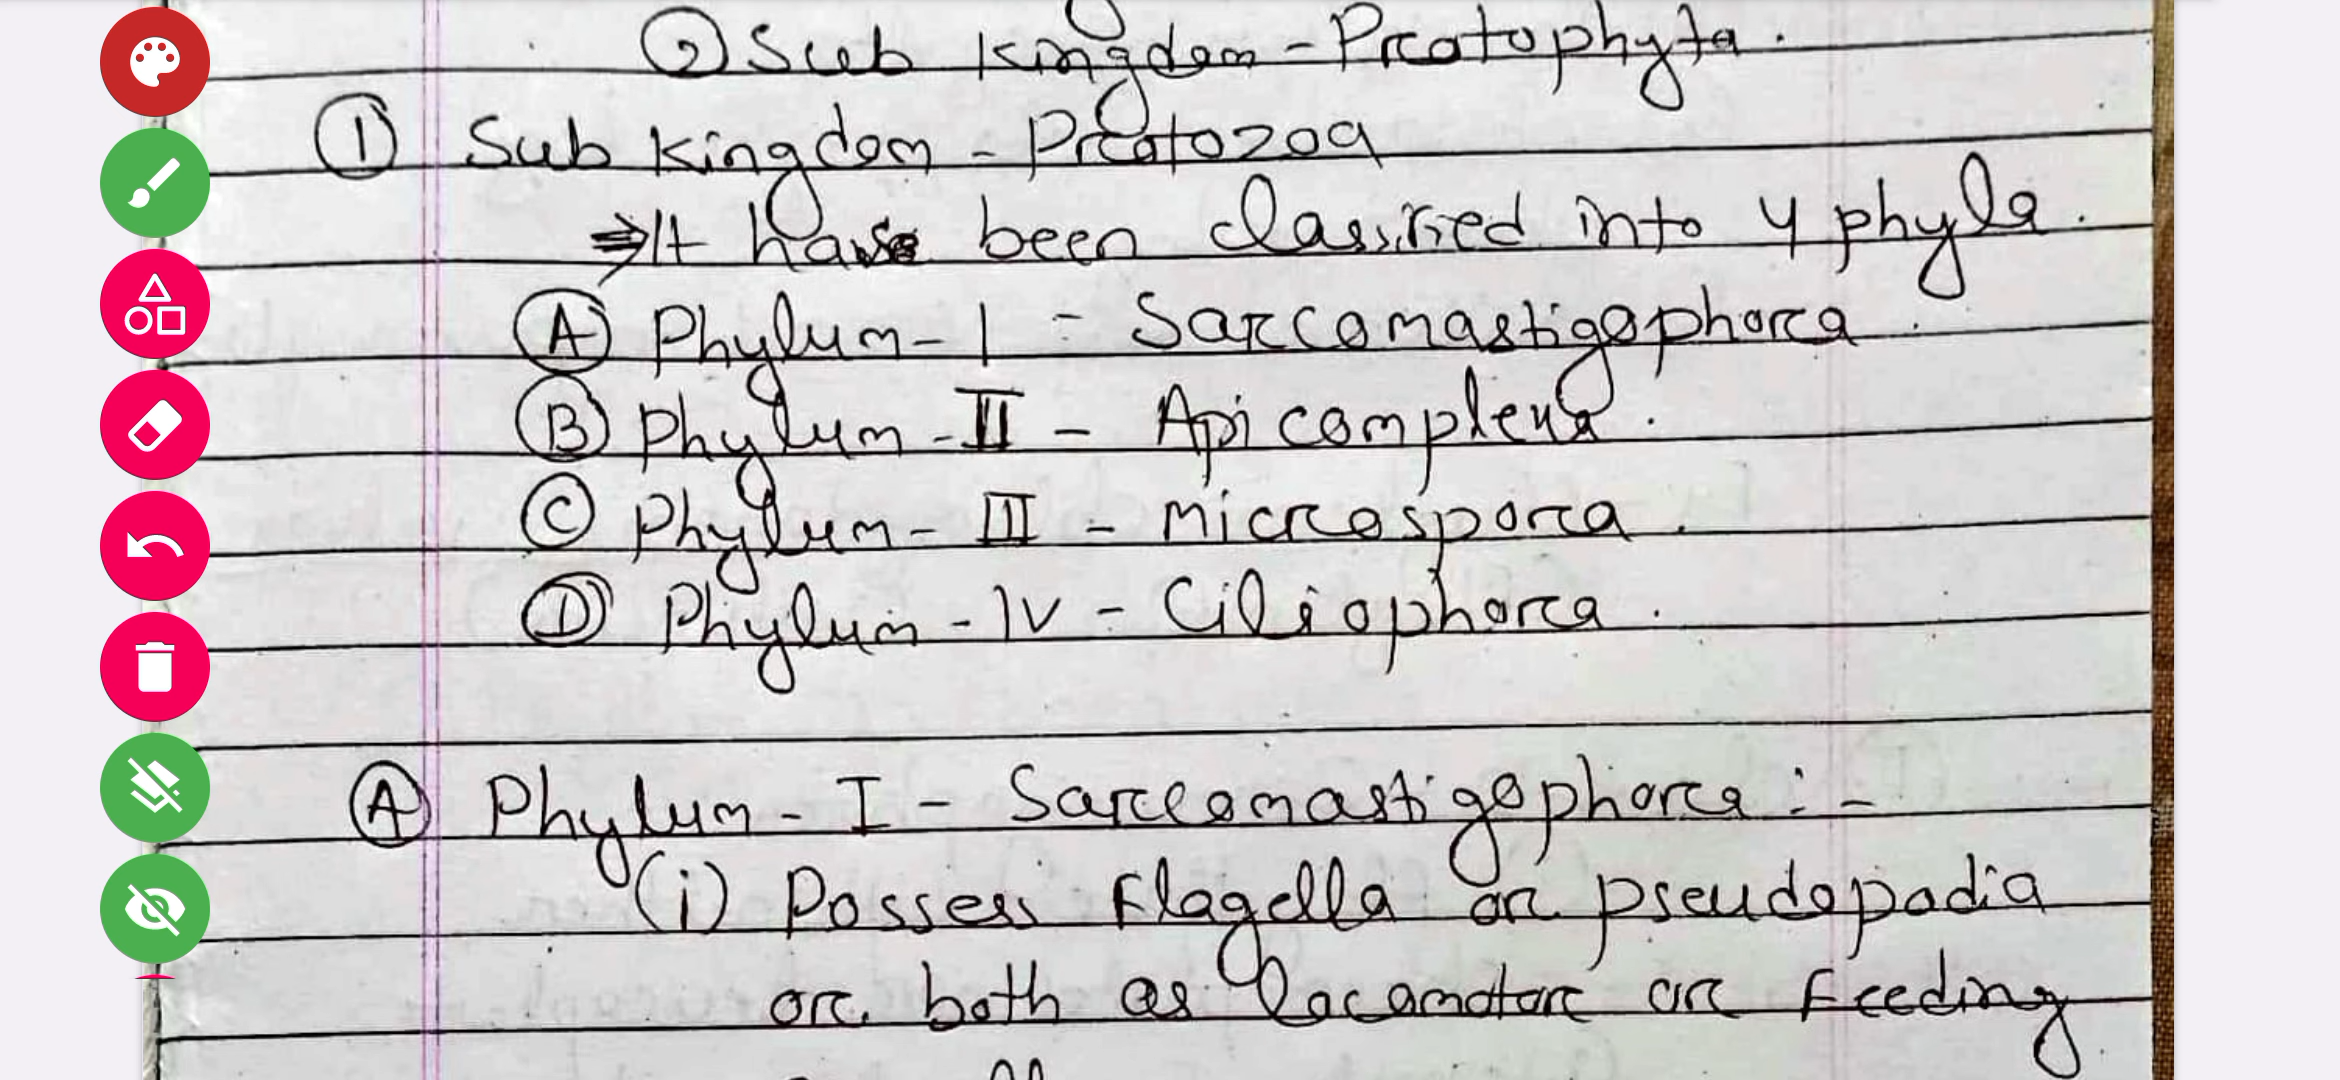 ② Sub kingdom - Protophyta.
① Sub kingdom - Protozoa
⇒ It have been classified into 4 phyla.
Ⓐ Phylum - I - Sarcomastigophora.
Ⓑ Phylum - II - Apicomplexa.
Ⓒ Phylum - III - Microspora.
Ⓓ Phylum - IV - Ciliophora.
Ⓐ Phylum - I - Sarcomastigophora : -
(i) Possess flagella or pseudopodia
or both as locomotor or feeding